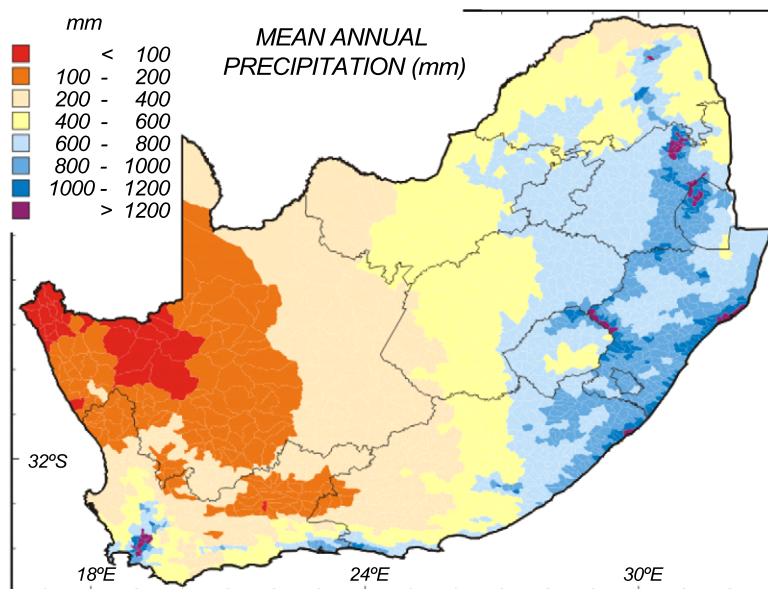 mm
MEAN ANNUAL
PRECIPITATION (mm)
< 100
100 - 200
200 - 400
400 - 600
600 - 800
800 - 1000
1000 - 1200
> 1200
32ºS
18ºE
24ºE
30ºE